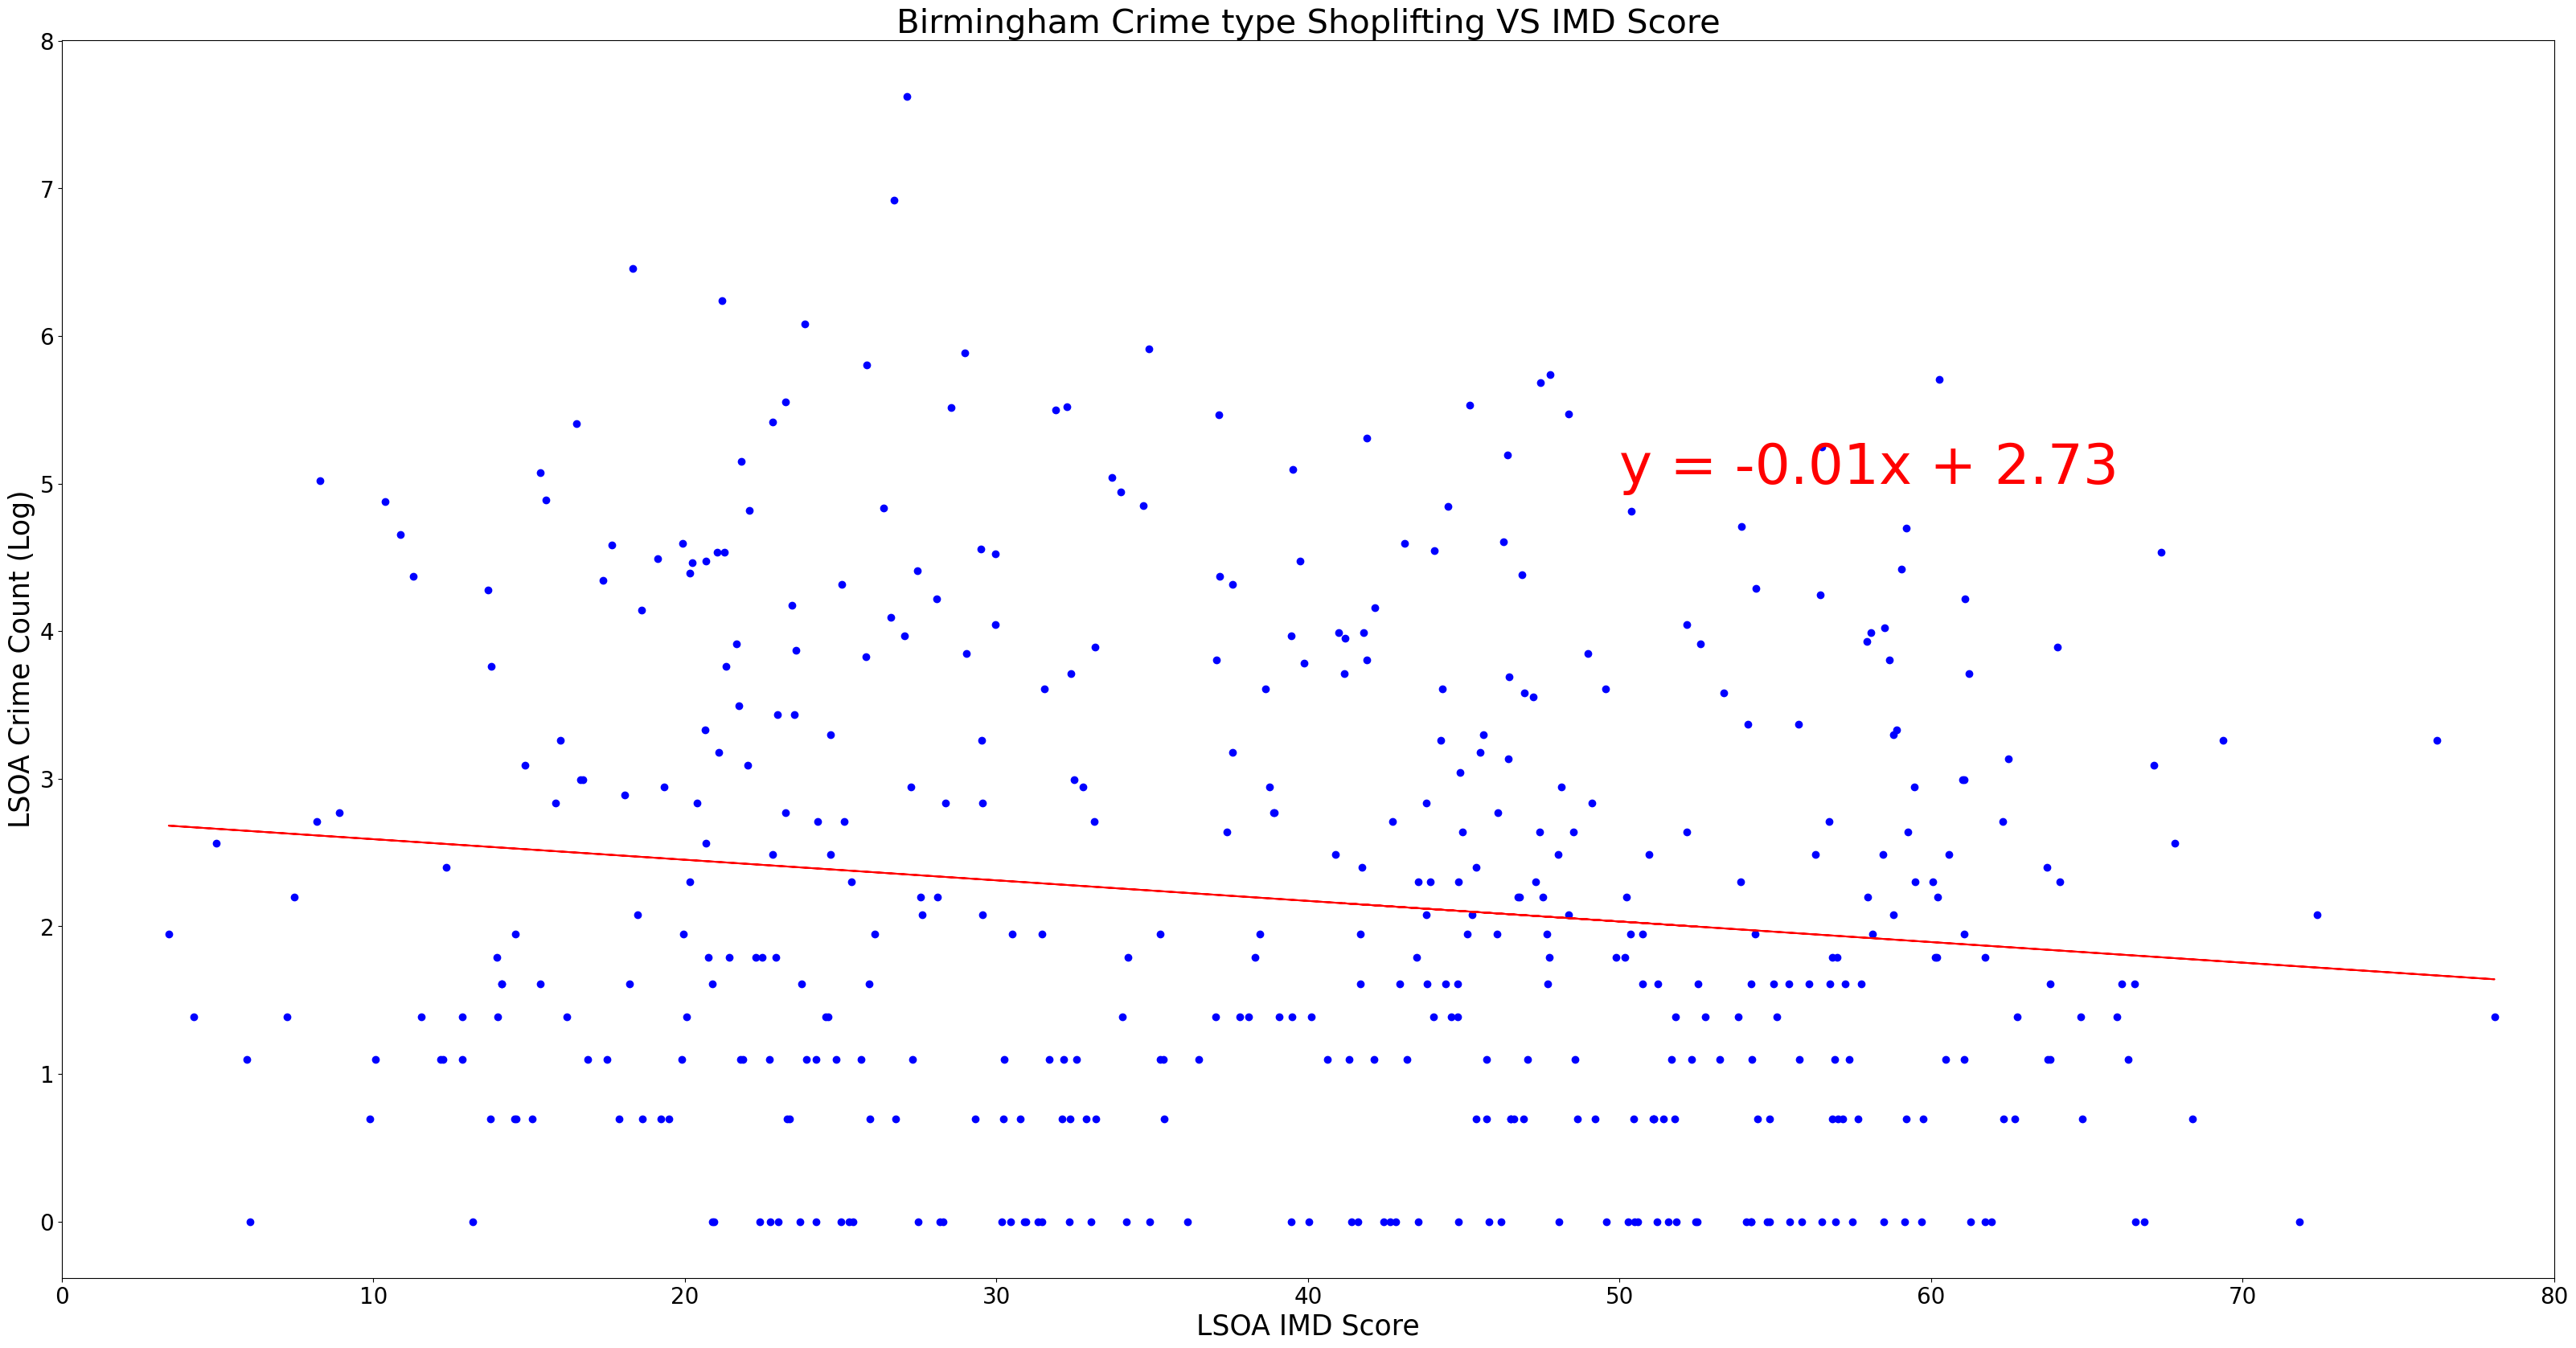 Birmingham Crime type Shoplifting VS IMD Score
8
7
6
5
4
3
2
1
0
LSOA Crime Count (Log)
y = -0.01x + 2.73
0 10 20 30 40 50 60 70 80
LSOA IMD Score